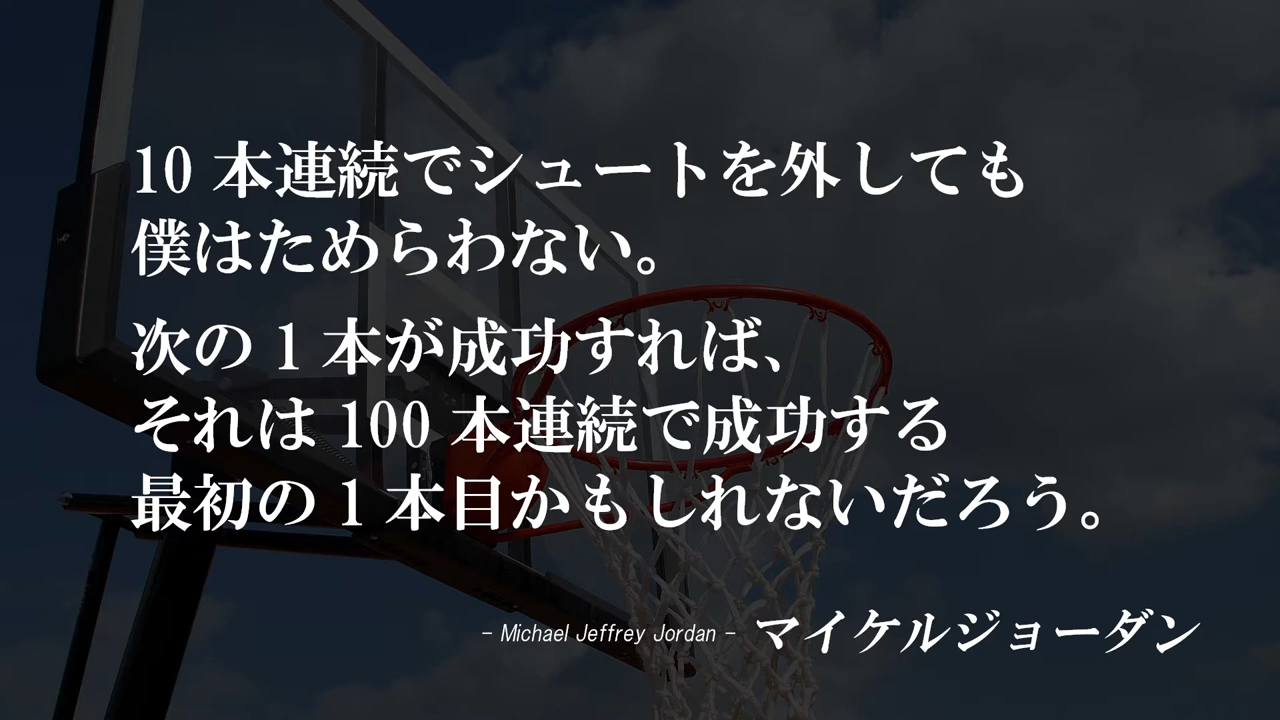 10 本連続でシュートを外しても
僕はためらわない。
次の 1 本が成功すれば、
それは 100 本連続で成功する
最初の 1 本目かもしれないだろう。
– Michael Jeffrey Jordan – マイケルジョーダン